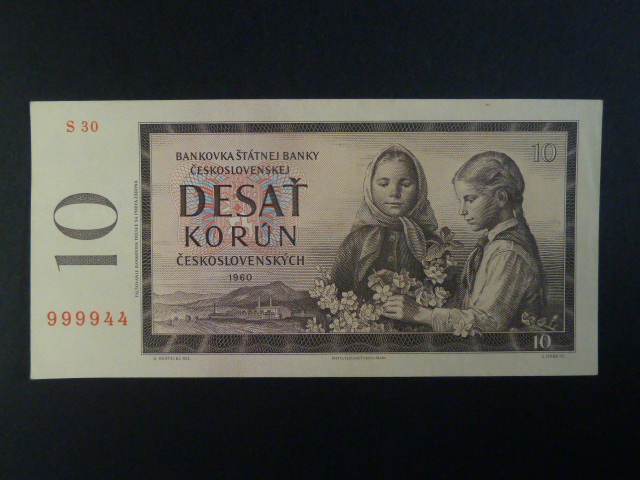 S 30
10
999944
BANKOVKA ŠTÁTNEJ BANKY
ČESKOSLOVENSKEJ
DESAŤ
KORÚN
ČESKOSLOVENSKÝCH
1960
10
10